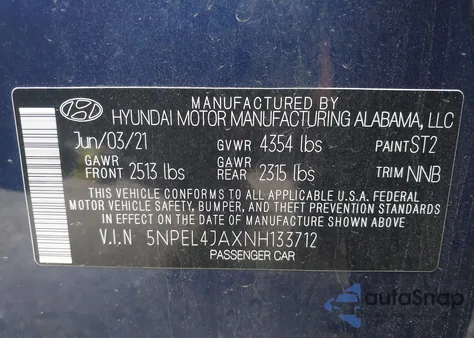 MANUFACTURED BY
HYUNDAI MOTOR MANUFACTURING ALABAMA, LLC
Jun/03/21 GVWR 4354 lbs PAINT ST2
GAWR FRONT 2513 lbs GAWR REAR 2315 lbs TRIM NNB
THIS VEHICLE CONFORMS TO ALL APPLICABLE U.S.A. FEDERAL
MOTOR VEHICLE SAFETY, BUMPER, AND THEFT PREVENTION STANDARDS
IN EFFECT ON THE DATE OF MANUFACTURE SHOWN ABOVE.
V.I.N 5NPEL4JAXNH133712
PASSENGER CAR
autoSnap